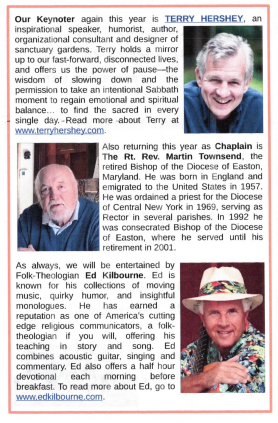 Our Keynoter again this year is TERRY HERSHEY, an
inspirational speaker, humorist, author,
organizational consultant and designer of
sanctuary gardens. Terry holds a mirror
up to our fast-forward, disconnected lives,
and offers us the power of pause—the
wisdom of slowing down and the
permission to take an intentional Sabbath
moment to regain emotional and spiritual
balance... to find the sacred in every
single day. -Read more about Terry at
www.terryhershey.com.
Also returning this year as Chaplain is
The Rt. Rev. Martin Townsend, the
retired Bishop of the Diocese of Easton,
Maryland. He was born in England and
emigrated to the United States in 1957.
He was ordained a priest for the Diocese
of Central New York in 1969, serving as
Rector in several parishes. In 1992 he
was consecrated Bishop of the Diocese
of Easton, where he served until his
retirement in 2001.
As always, we will be entertained by
Folk-Theologian Ed Kilbourne. Ed is
known for his collections of moving
music, quirky humor, and insightful
monologues. He has earned a
reputation as one of America's cutting
edge religious communicators, a folk-
theologian if you will, offering his
teaching in story and song. Ed
combines acoustic guitar, singing and
commentary. Ed also offers a half hour
devotional each morning before
breakfast. To read more about Ed, go to
www.edkilbourne.com.